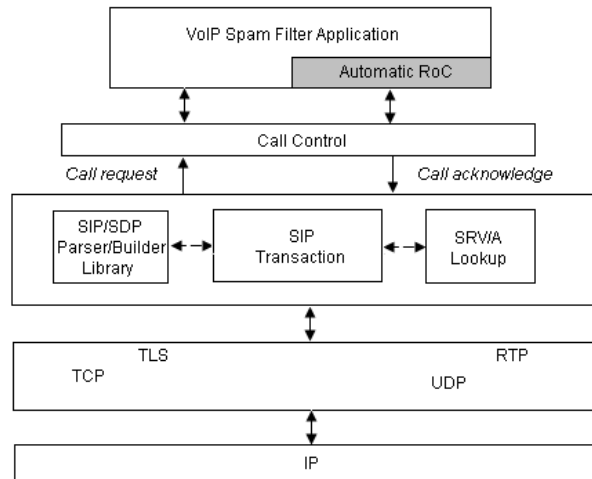 VoIP Spam Filter Application
Automatic RoC
Call Control
Call request
Call acknowledge
SIP/SDP
Parser/Builder
Library
SIP
Transaction
SRV/A
Lookup
TLS
RTP
TCP
UDP
IP